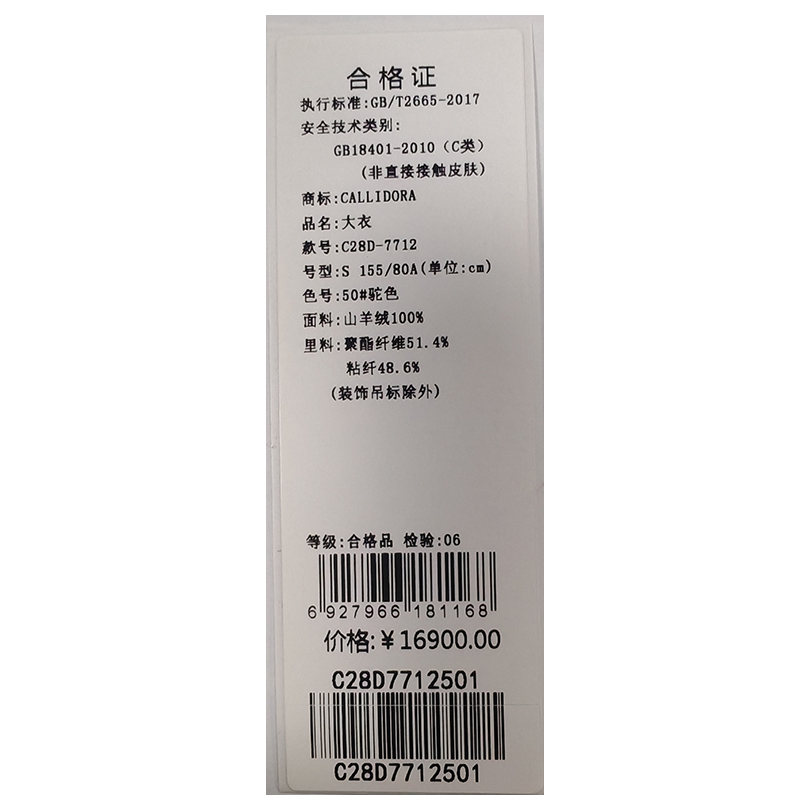 合格证
执行标准:GB/T2665-2017
安全技术类别:
GB18401-2010（C类）
(非直接接触皮肤)
商标:CALLIDORA
品名:大衣
款号:C28D-7712
号型:S 155/80A(单位:cm)
色号:50#驼色
面料:山羊绒100%
里料:聚酯纤维51.4%
粘纤48.6%
(装饰吊标除外)
等级:合格品 检验:06
6 927966 181168
价格:¥16900.00
C28D7712501
C28D7712501